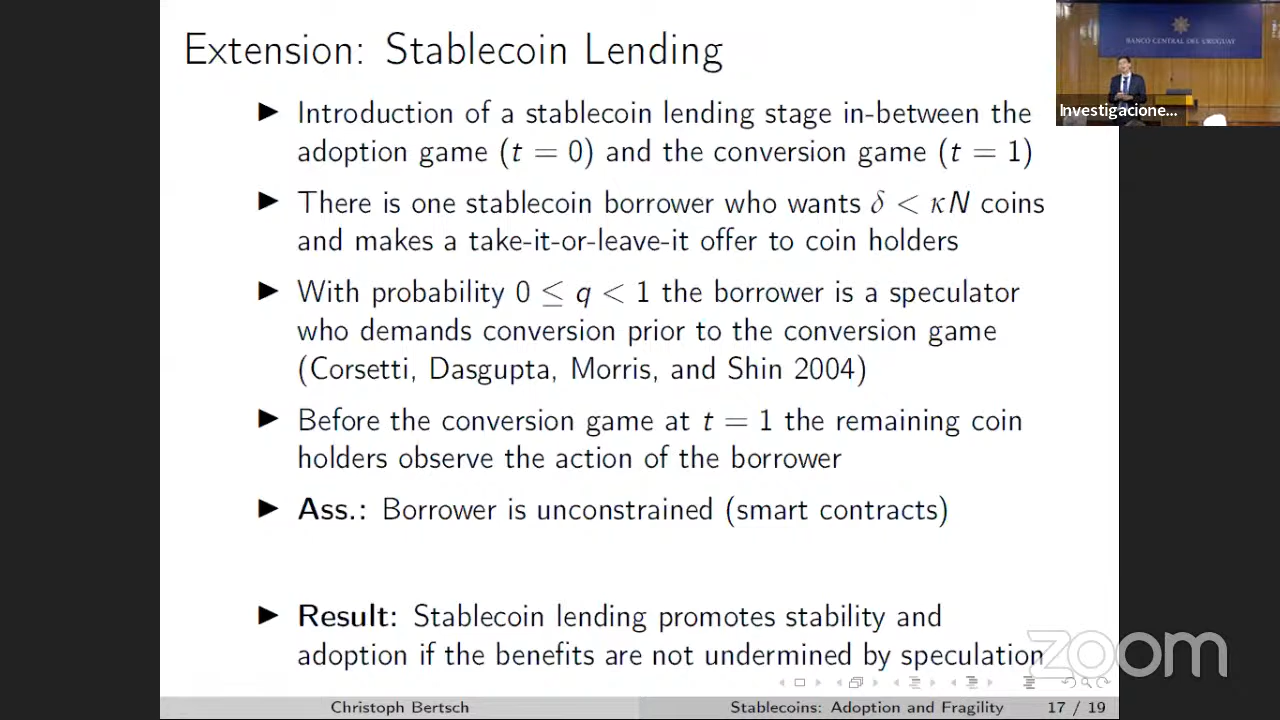 Extension: Stablecoin Lending
BANCO CENTRAL DEL URUGUAY
Investigacione...
► Introduction of a stablecoin lending stage in-between the
adoption game (t = 0) and the conversion game (t = 1)
► There is one stablecoin borrower who wants δ < κN coins
and makes a take-it-or-leave-it offer to coin holders
► With probability 0 ≤ q < 1 the borrower is a speculator
who demands conversion prior to the conversion game
(Corsetti, Dasgupta, Morris, and Shin 2004)
► Before the conversion game at t = 1 the remaining coin
holders observe the action of the borrower
► Ass.: Borrower is unconstrained (smart contracts)
► Result: Stablecoin lending promotes stability and
adoption if the benefits are not undermined by speculation
zoom
Christoph Bertsch
Stablecoins: Adoption and Fragility
17 / 19